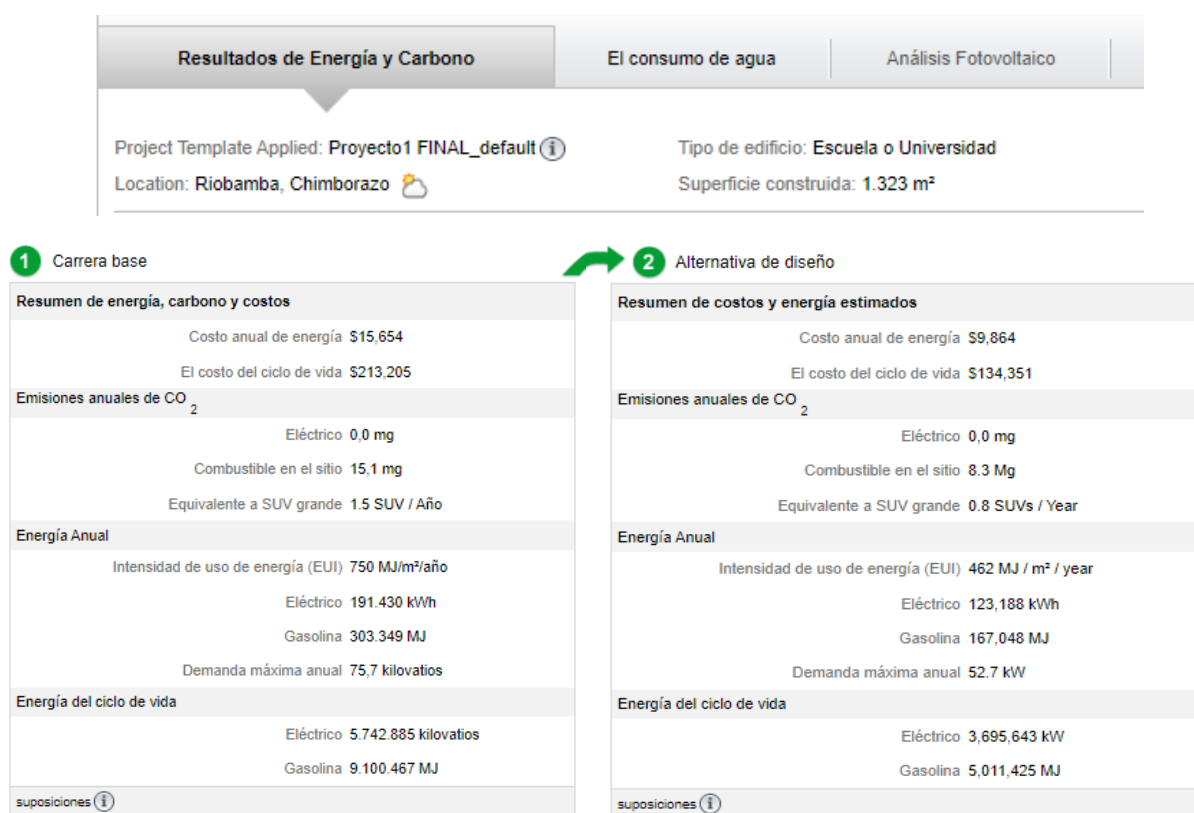 Resultados de Energía y Carbono
El consumo de agua
Análisis Fotovoltaico
Project Template Applied: Proyecto1 FINAL_default
Tipo de edificio: Escuela o Universidad
Location: Riobamba, Chimborazo
Superficie construida: 1.323 m²
1 Carrera base
Resumen de energía, carbono y costos
Costo anual de energía $15,654
El costo del ciclo de vida $213,205
Emisiones anuales de CO 2
Eléctrico 0,0 mg
Combustible en el sitio 15,1 mg
Equivalente a SUV grande 1.5 SUV / Año
Energía Anual
Intensidad de uso de energía (EUI) 750 MJ/m²/año
Eléctrico 191.430 kWh
Gasolina 303.349 MJ
Demanda máxima anual 75,7 kilovatios
Energía del ciclo de vida
Eléctrico 5.742.885 kilovatios
Gasolina 9.100.467 MJ
suposiciones
2 Alternativa de diseño
Resumen de costos y energía estimados
Costo anual de energía $9,864
El costo del ciclo de vida $134,351
Emisiones anuales de CO 2
Eléctrico 0,0 mg
Combustible en el sitio 8.3 Mg
Equivalente a SUV grande 0.8 SUVs / Year
Energía Anual
Intensidad de uso de energía (EUI) 462 MJ / m² / year
Eléctrico 123,188 kWh
Gasolina 167,048 MJ
Demanda máxima anual 52.7 kW
Energía del ciclo de vida
Eléctrico 3,695,643 kW
Gasolina 5,011,425 MJ
suposiciones